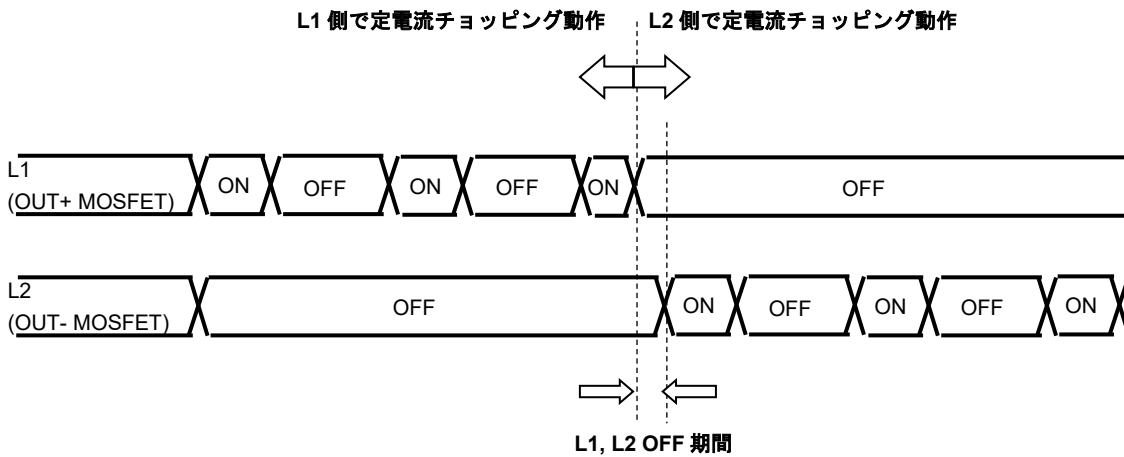 L1 側で定電流チョッピング動作 L2 側で定電流チョッピング動作
L1
(OUT+ MOSFET)
ON OFF ON OFF ON OFF
L2
(OUT- MOSFET)
OFF ON OFF ON OFF ON
L1, L2 OFF 期間